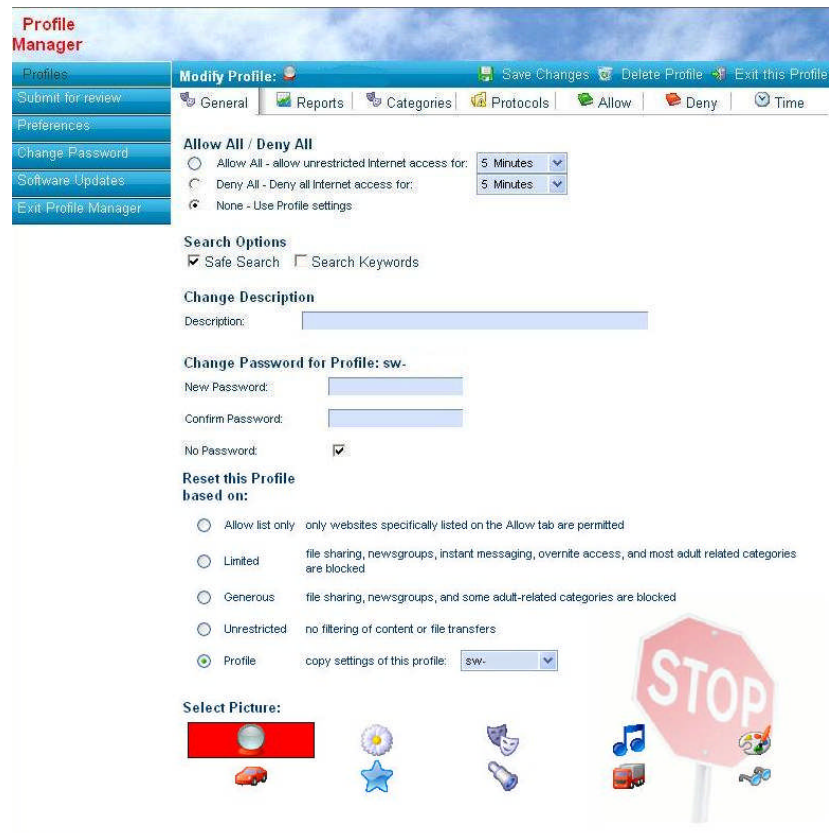 Profile
Manager
Profiles
Modify Profile:
Save Changes
Delete Profile
Exit this Profile
Submit for review
Preferences
Change Password
Software Updates
Exit Profile Manager
General
Reports
Categories
Protocols
Allow
Deny
Time
Allow All / Deny All
Allow All - allow unrestricted Internet access for: 5 Minutes
Deny All - Deny all Internet access for: 5 Minutes
None - Use Profile settings
Search Options
Safe Search Search Keywords
Change Description
Description:
Change Password for Profile: sw-
New Password:
Confirm Password:
No Password:
Reset this Profile
based on:
Allow list only only websites specifically listed on the Allow tab are permitted
Limited file sharing, newsgroups, instant messaging, overnite access, and most adult related categories
are blocked
Generous file sharing, newsgroups, and some adult-related categories are blocked
Unrestricted no filtering of content or file transfers
Profile copy settings of this profile: sw-
STOP
Select Picture: